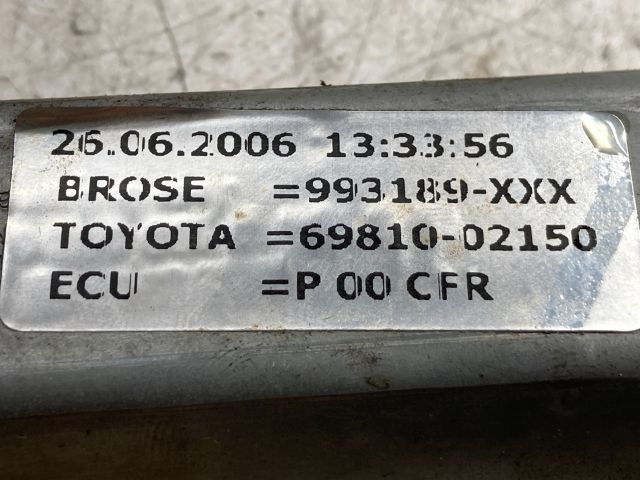 26.06.2006 13:33:56
BROSE =993189-XXX
TOYOTA =69810-02150
ECU =P 00 CFR